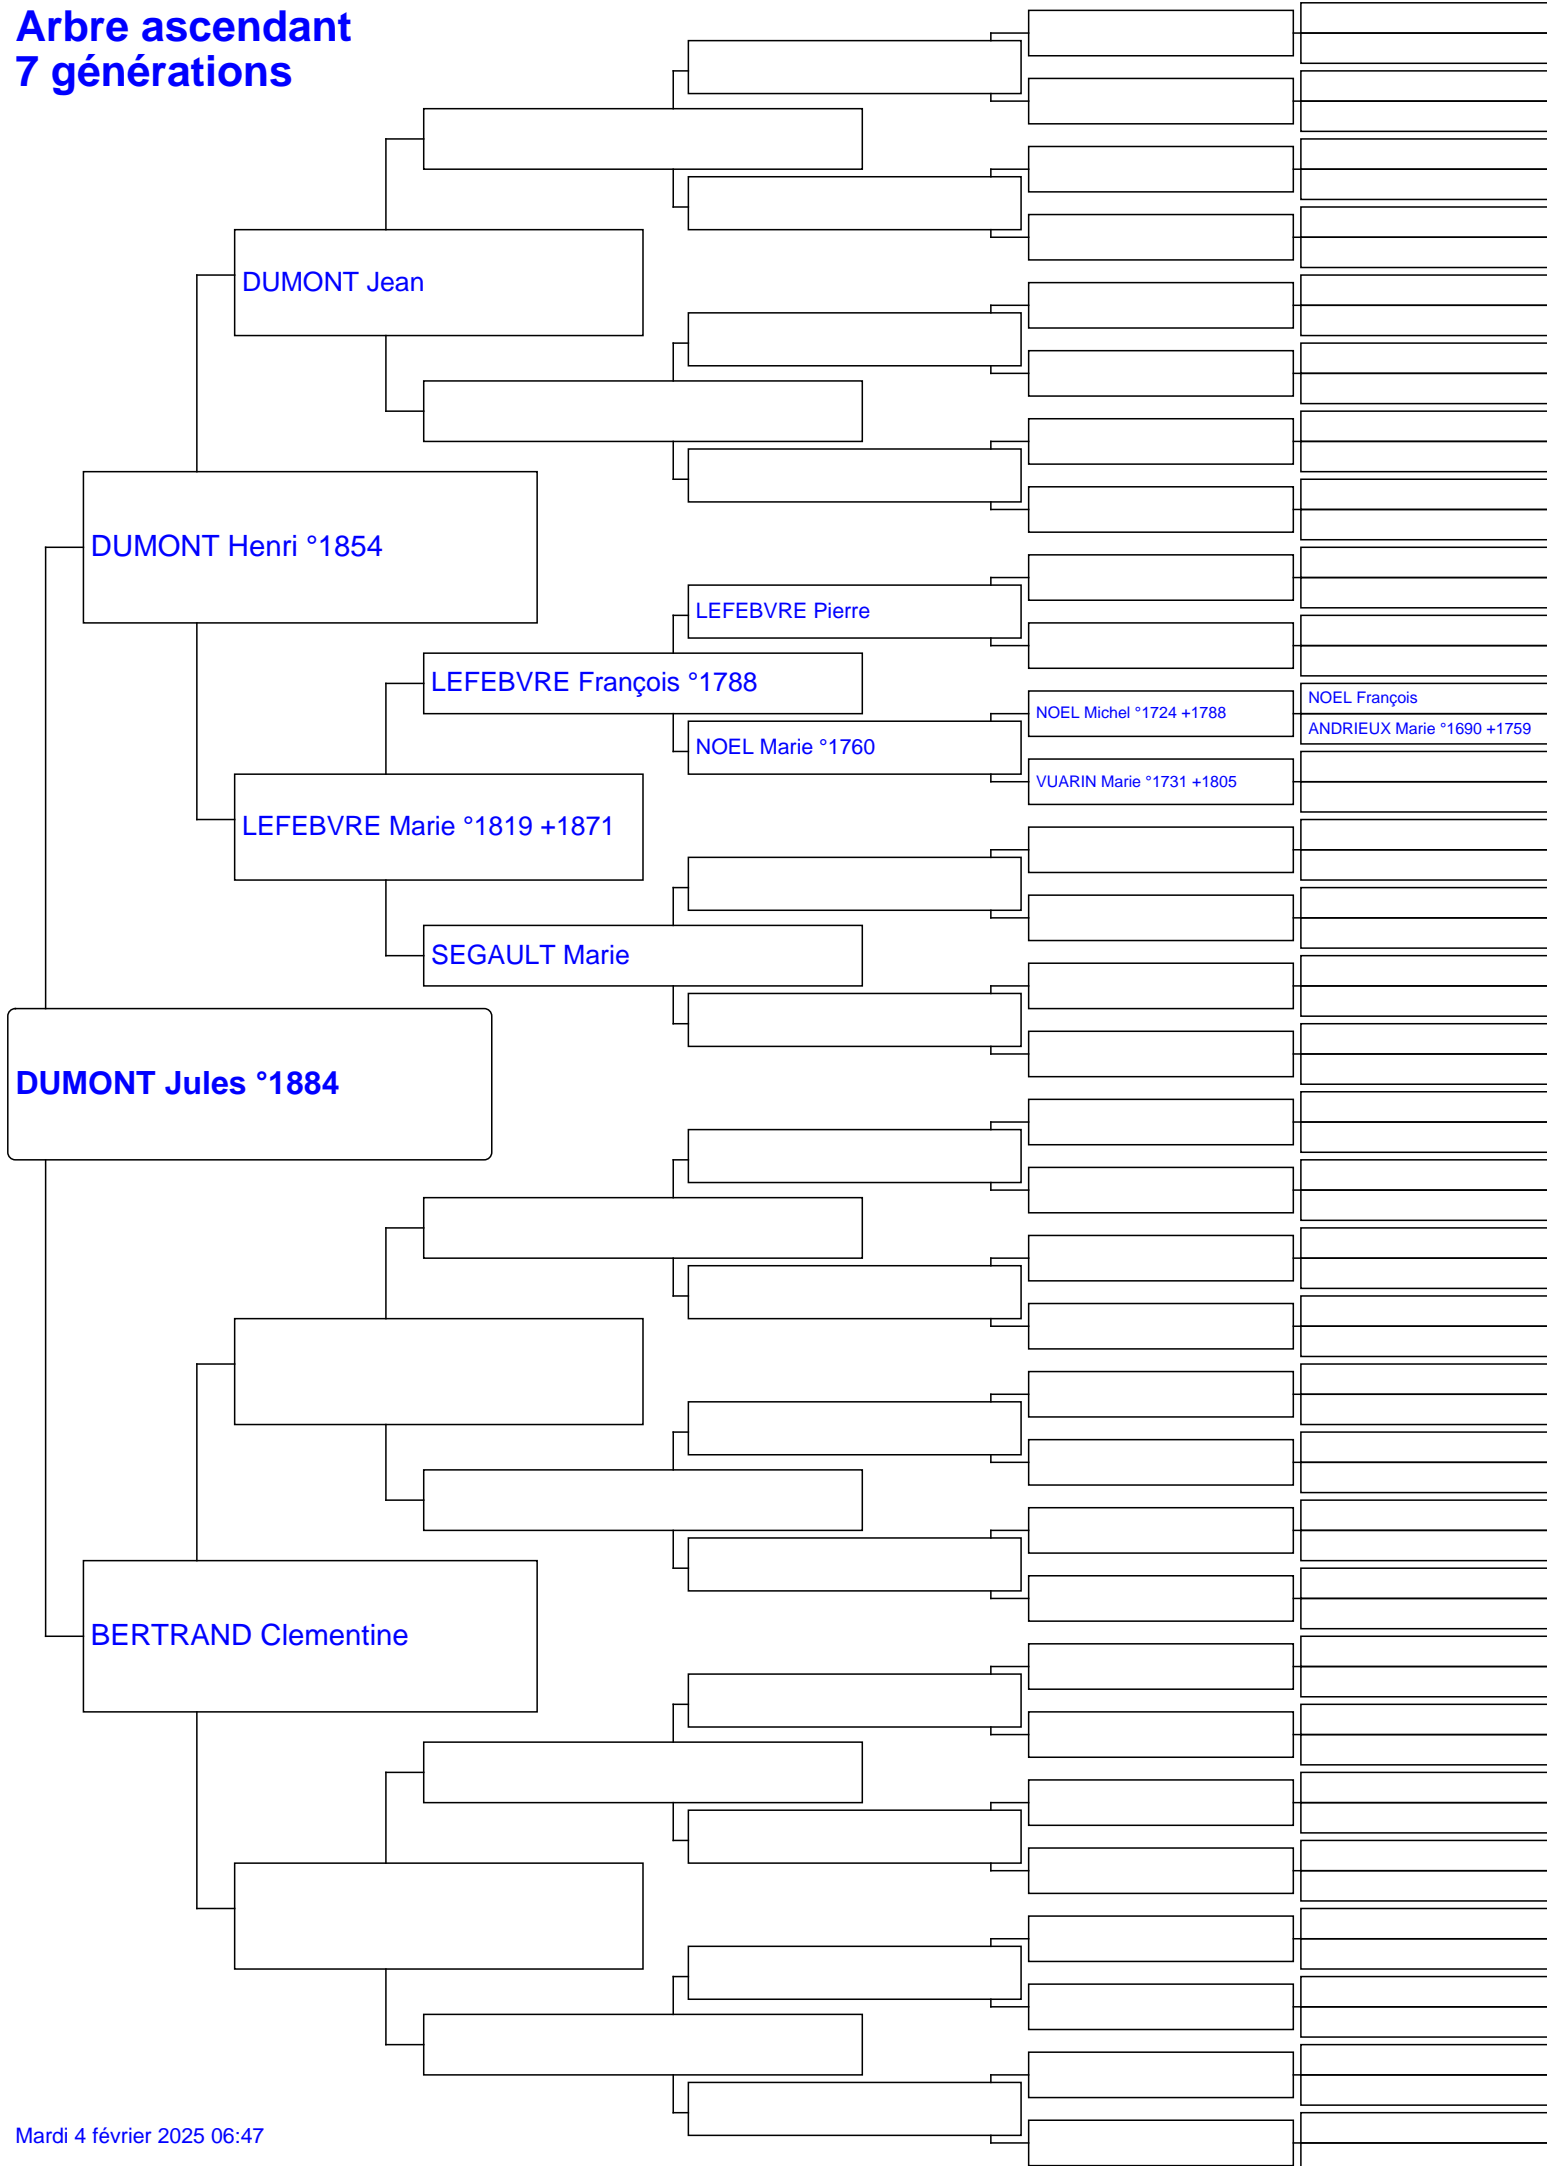 Arbre ascendant
7 générations
DUMONT Jean
DUMONT Henri °1854
LEFEBVRE Pierre
LEFEBVRE François °1788
NOEL François
NOEL Michel °1724 +1788
ANDRIEUX Marie °1690 +1759
NOEL Marie °1760
VUARIN Marie °1731 +1805
LEFEBVRE Marie °1819 +1871
SEGAULT Marie
DUMONT Jules °1884
BERTRAND Clementine
Mardi 4 février 2025 06:47